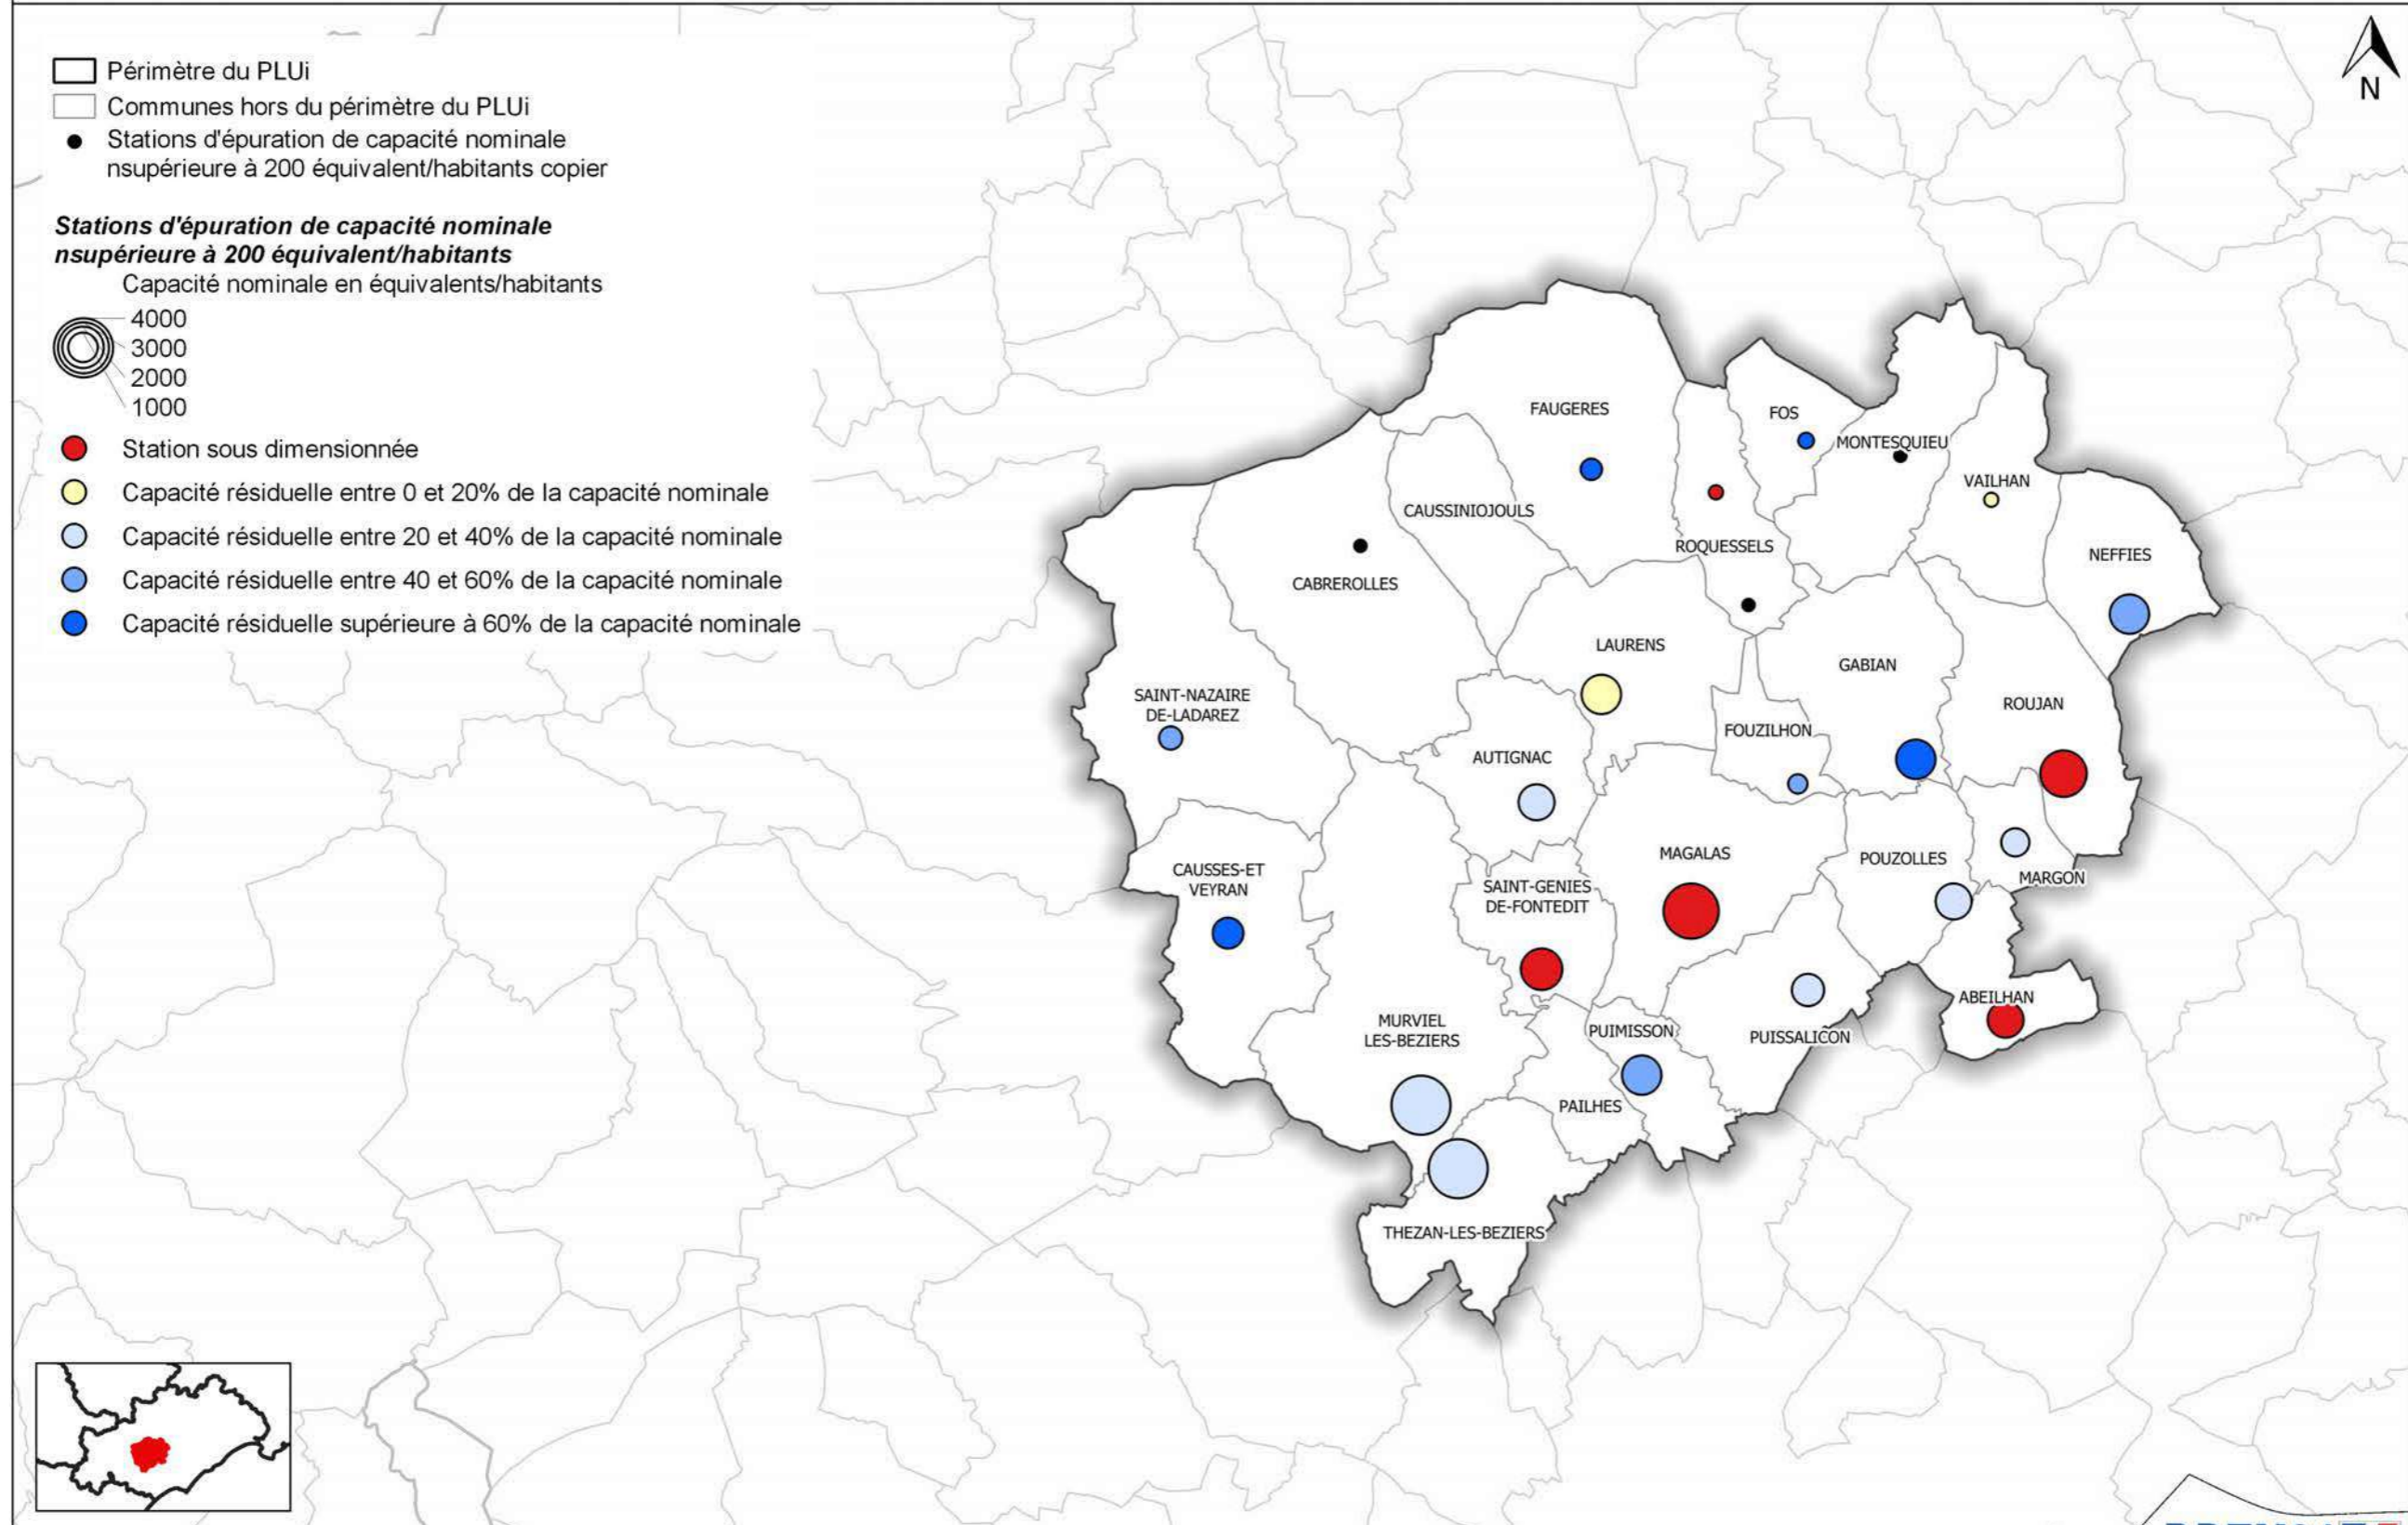 N
Périmètre du PLUi
Communes hors du périmètre du PLUi
Stations d'épuration de capacité nominale
nsupérieure à 200 équivalent/habitants copier
Stations d'épuration de capacité nominale
nsupérieure à 200 équivalent/habitants
Capacité nominale en équivalents/habitants
4000
3000
2000
1000
Station sous dimensionnée
Capacité résiduelle entre 0 et 20% de la capacité nominale
Capacité résiduelle entre 20 et 40% de la capacité nominale
Capacité résiduelle entre 40 et 60% de la capacité nominale
Capacité résiduelle supérieure à 60% de la capacité nominale
FAUGERES
FOS
MONTESQUIEU
VAILHAN
CAUSSINIOJOULS
ROQUESSELS
NEFFIES
CABREROLLES
LAURENS
GABIAN
SAINT-NAZAIRE
DE-LADAREZ
ROUJAN
FOUZILHON
AUTIGNAC
MAGALAS
POUZOLLES
CAUSSES-ET
VEYRAN
MARGON
SAINT-GENIES
DE-FONTEDIT
ABEILHAN
MURVIEL
LES-BEZIERS
PUIMISSON
PUISSALICON
PAILHES
THEZAN-LES-BEZIERS